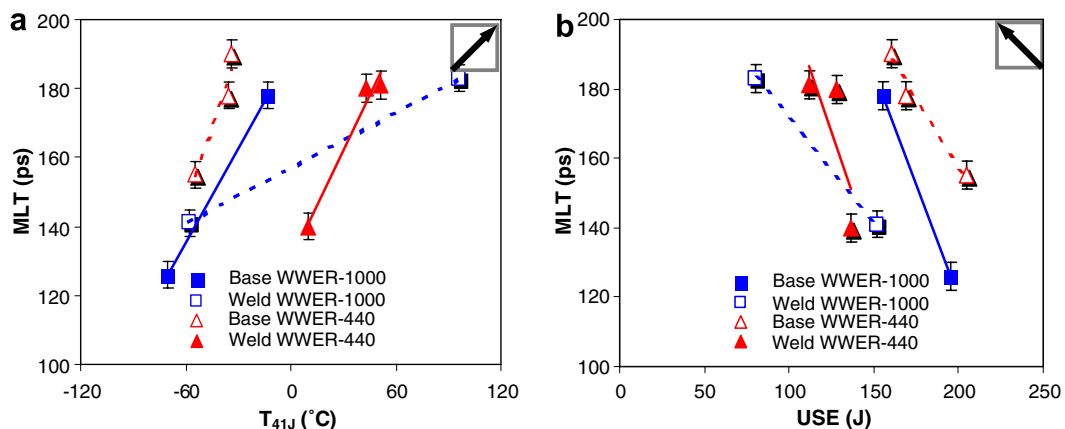 a
MLT (ps)
200
180
160
140
120
100
Base WWER-1000
Weld WWER-1000
Base WWER-440
Weld WWER-440
-120 -60 0 60 120
T41J (˚C)
b
MLT (ps)
200
180
160
140
120
100
Base WWER-1000
Weld WWER-1000
Base WWER-440
Weld WWER-440
0 50 100 150 200 250
USE (J)